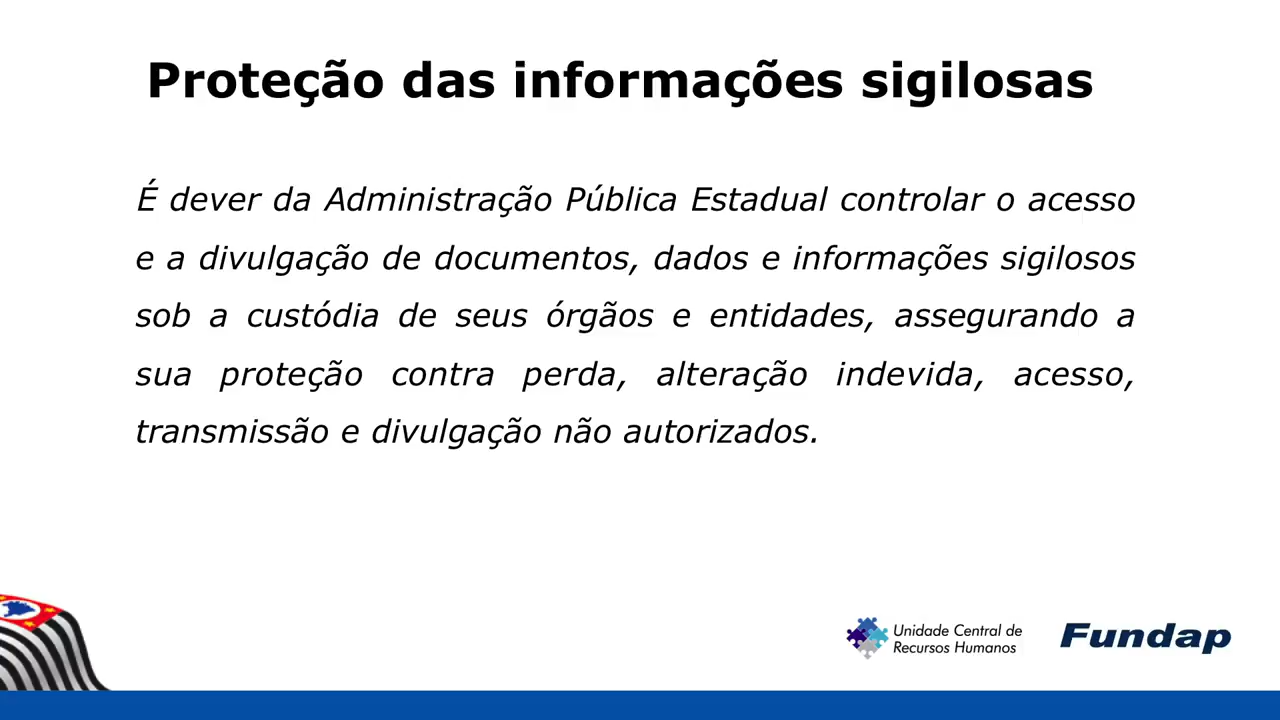 Proteção das informações sigilosas
É dever da Administração Pública Estadual controlar o acesso
e a divulgação de documentos, dados e informações sigilosos
sob a custódia de seus órgãos e entidades, assegurando a
sua proteção contra perda, alteração indevida, acesso,
transmissão e divulgação não autorizados.
Unidade Central de
Recursos Humanos
Fundap